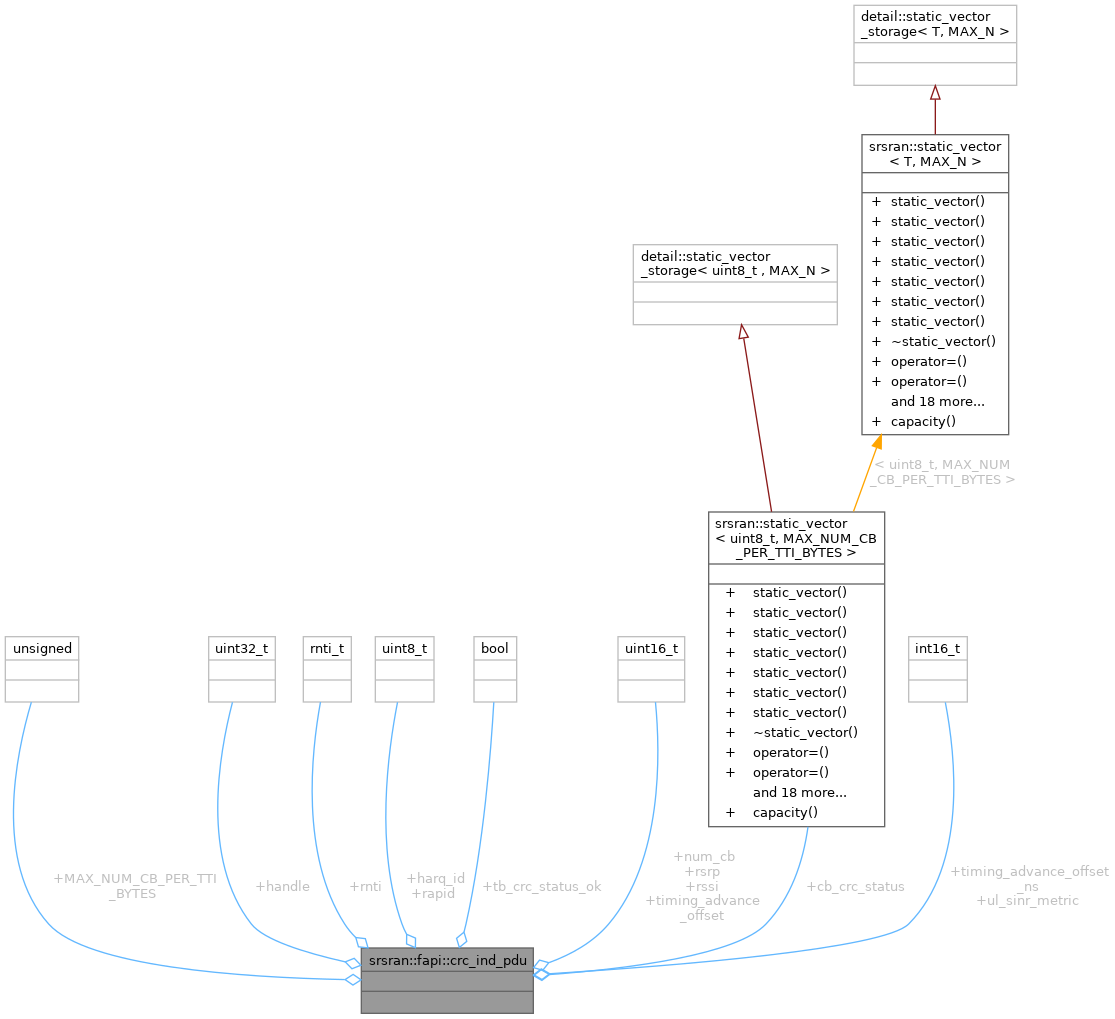 detail::static_vector
_storage< T, MAX_N >
srsran::static_vector
< T, MAX_N >
+ static_vector()
+ static_vector()
+ static_vector()
+ static_vector()
+ static_vector()
+ static_vector()
+ static_vector()
+ ~static_vector()
+ operator=()
+ operator=()
and 18 more...
+ capacity()
detail::static_vector
_storage< uint8_t , MAX_N >
< uint8_t, MAX_NUM
_CB_PER_TTI_BYTES >
srsran::static_vector
< uint8_t, MAX_NUM_CB
_PER_TTI_BYTES >
+ static_vector()
+ static_vector()
+ static_vector()
+ static_vector()
+ static_vector()
+ static_vector()
+ static_vector()
+ ~static_vector()
+ operator=()
+ operator=()
and 18 more...
+ capacity()
unsigned
uint32_t
rnti_t
uint8_t
bool
uint16_t
int16_t
+MAX_NUM_CB_PER_TTI
_BYTES
+handle
+rnti
+harq_id
+rapid
+tb_crc_status_ok
+num_cb
+rsrp
+rssi
+timing_advance
_offset
+cb_crc_status
+timing_advance_offset
_ns
+ul_sinr_metric
srsran::fapi::crc_ind_pdu